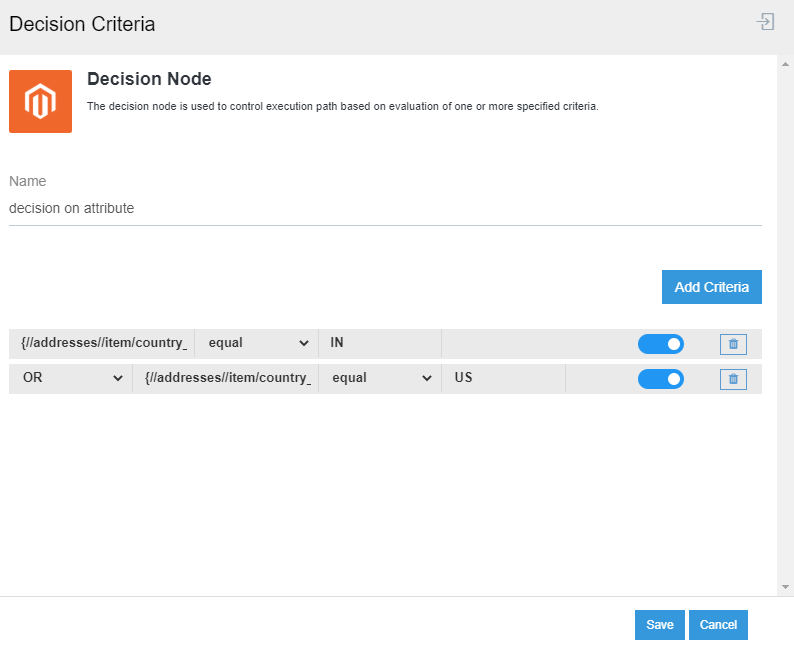 Decision Criteria
Decision Node
The decision node is used to control execution path based on evaluation of one or more specified criteria.
Name
decision on attribute
Add Criteria
{//addresses//item/country_ equal IN
OR {//addresses//item/country_ equal US
Save Cancel